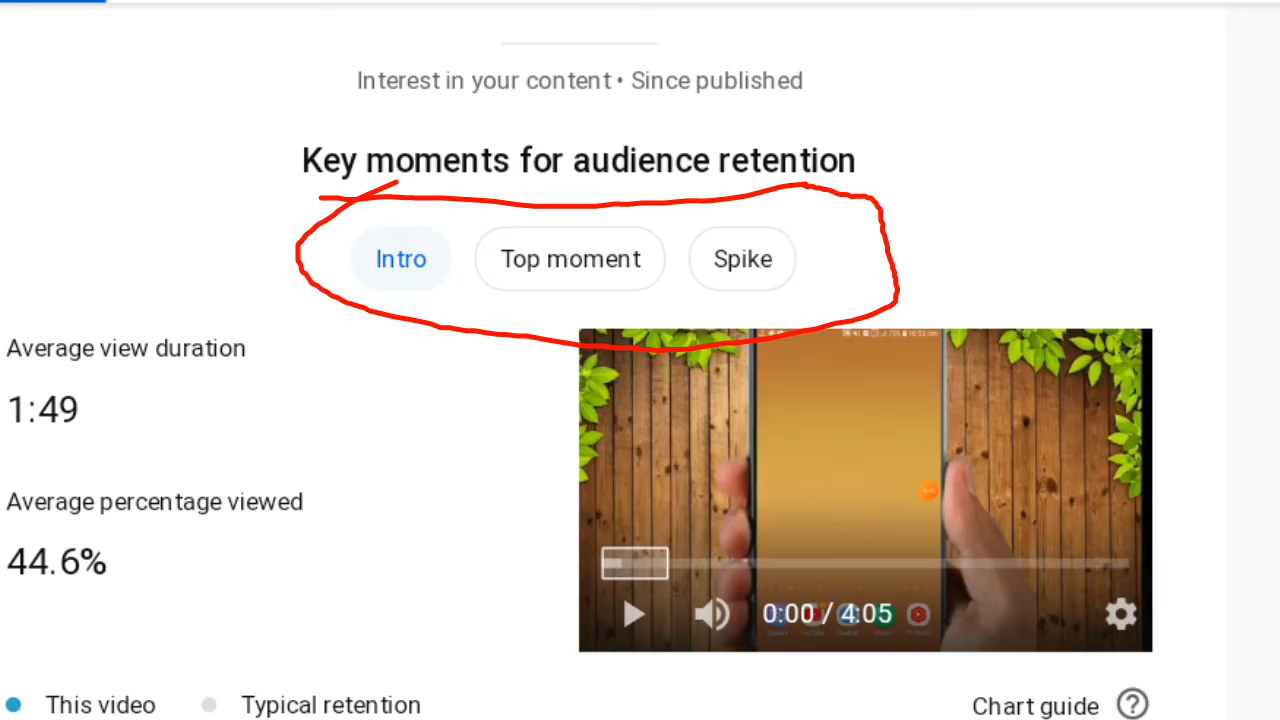 Interest in your content • Since published
Key moments for audience retention
Intro Top moment Spike
Average view duration
1:49
Average percentage viewed
44.6%
0:00 / 4:05
This video Typical retention Chart guide ?